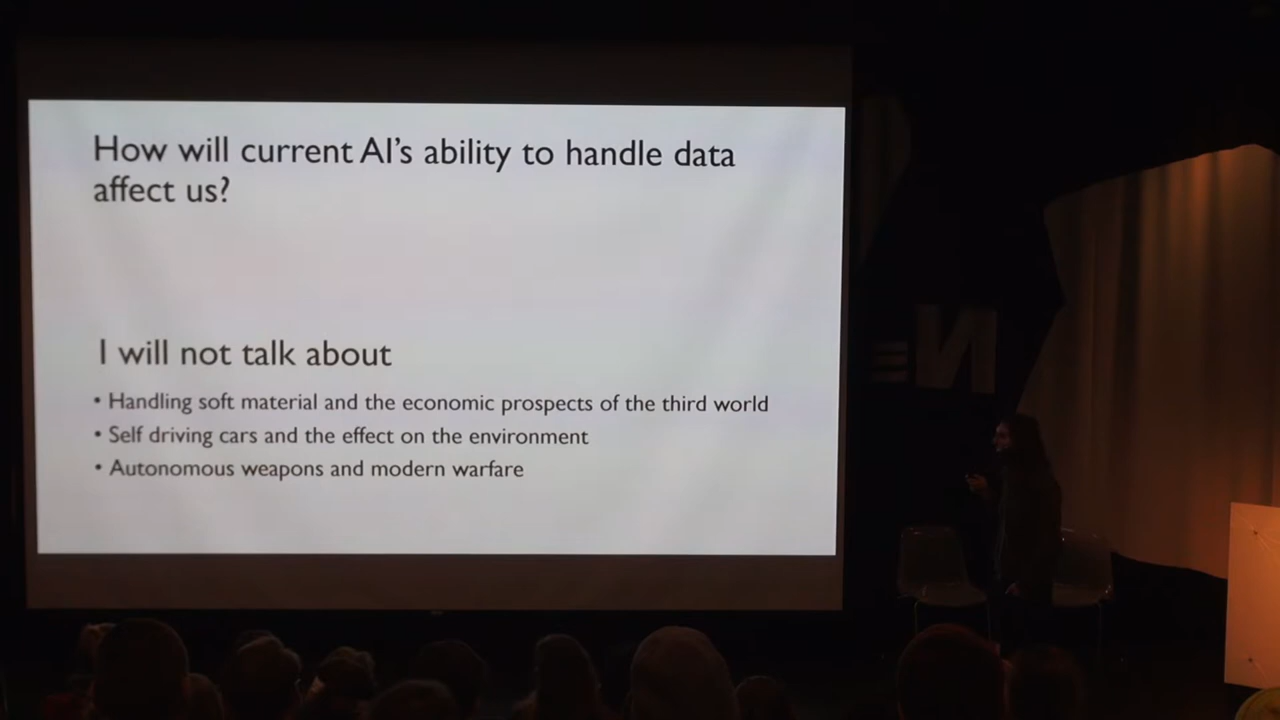 How will current AI's ability to handle data
affect us?
I will not talk about
• Handling soft material and the economic prospects of the third world
• Self driving cars and the effect on the environment
• Autonomous weapons and modern warfare